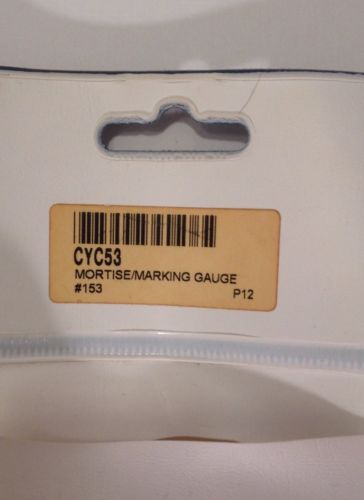 CYC53
MORTISE/MARKING GAUGE
#153 P12